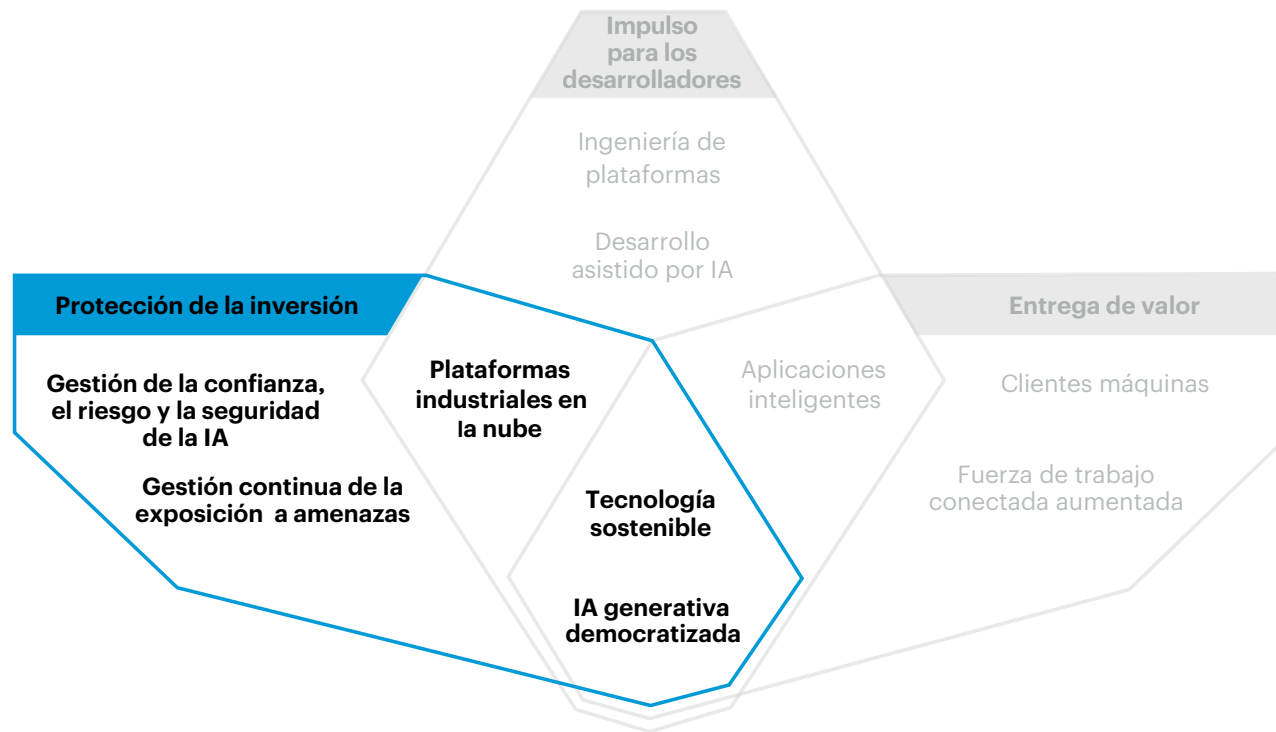 Impulso
para los
desarrolladores
Ingeniería de
plataformas
Desarrollo
asistido por IA
Protección de la inversión
Gestión de la confianza,
el riesgo y la seguridad
de la IA
Gestión continua de la
exposición  a amenazas
Plataformas
industriales en
la nube
Tecnología
sostenible
IA generativa
democratizada
Aplicaciones
inteligentes
Entrega de valor
Clientes máquinas
Fuerza de trabajo
conectada aumentada